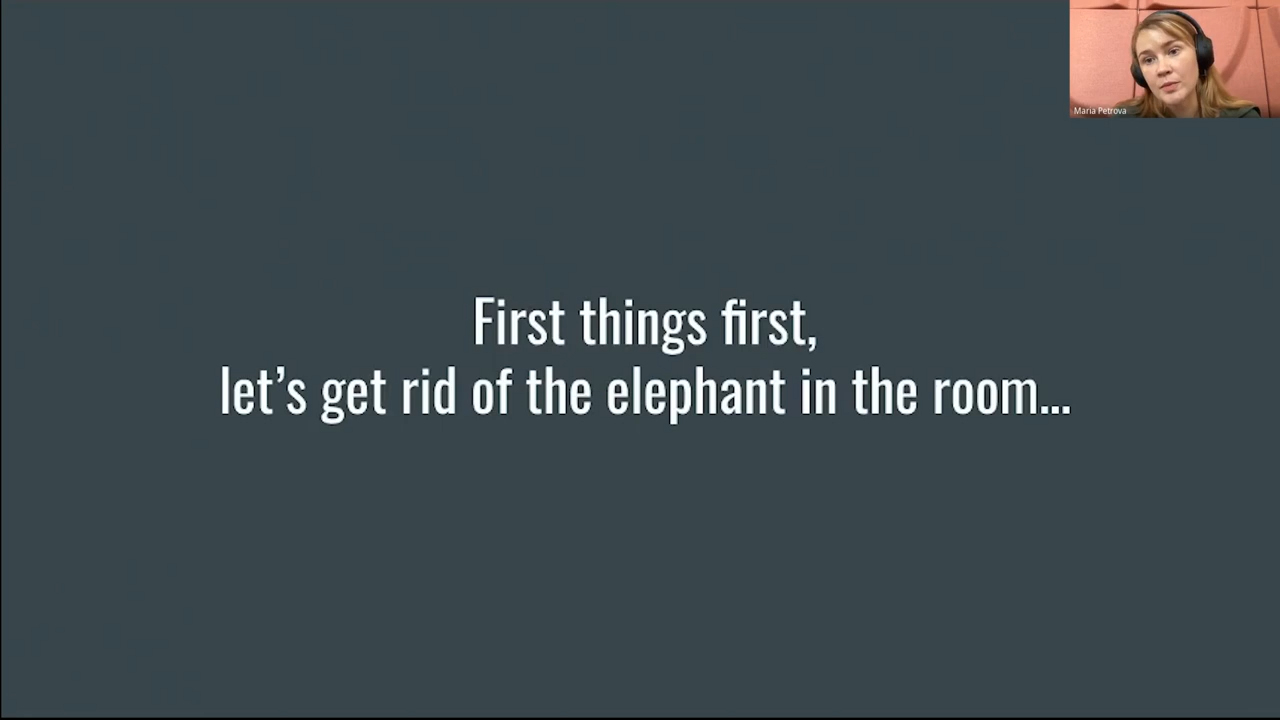 Maria Petrova
First things first,
let’s get rid of the elephant in the room...